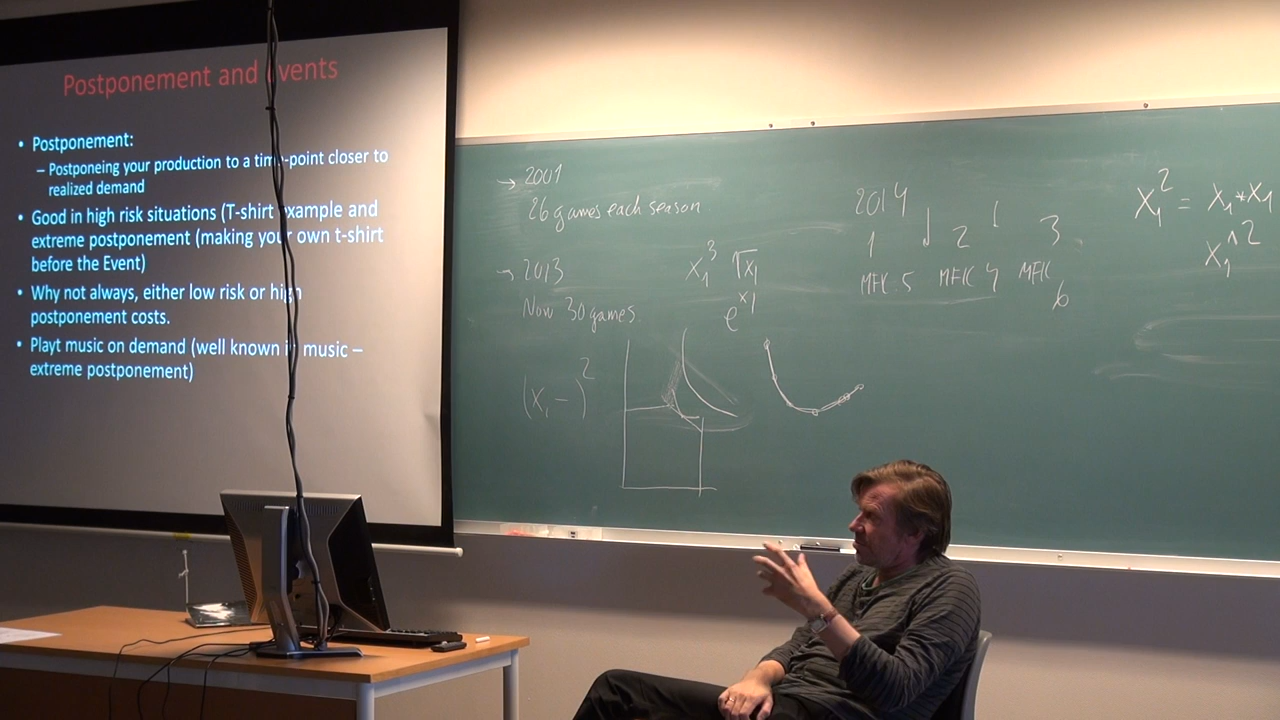 Postponement and Events
• Postponement:
– Postponeing your production to a time-point closer to
realized demand
• Good in high risk situations (T-shirt example and
extreme postponement (making your own t-shirt
before the Event)
• Why not always, either low risk or high
postponement costs.
• Playt music on demand (well known in music –
extreme postponement)
→ 2001
26 games each season
→ 2013
Now 30 games
(X₁ – )²
X₁³ √X₁
e^X₁
2014
1 2 3
MFK 5 MFK 4 MFK
6
X₁² = X₁*X₁
X₁^2